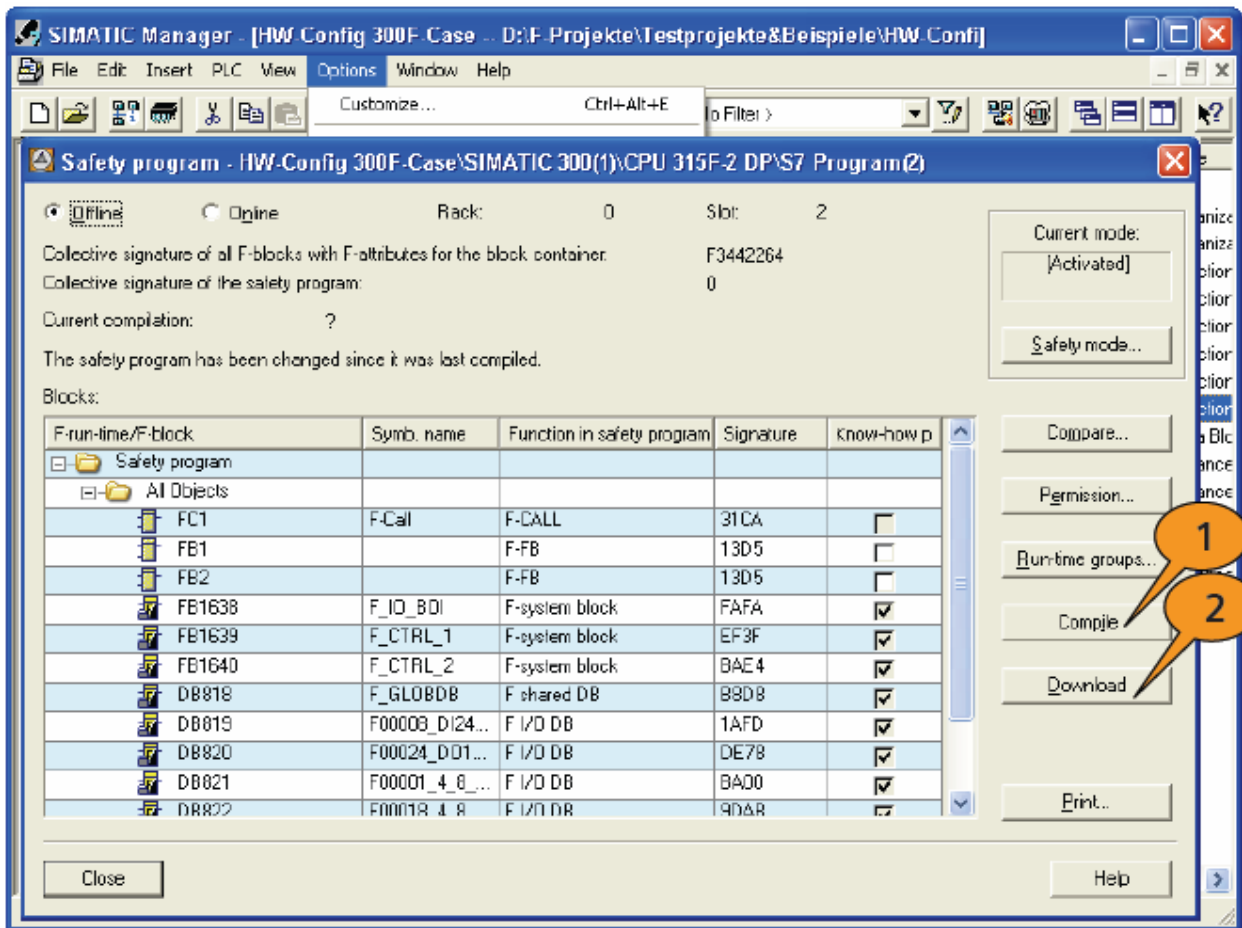 SIMATIC Manager - [HW-Config 300F-Case -- D:\F-Projekte\Testprojekte&Beispiele\HW-Confi]
File Edit Insert PLC View Options Window Help
Customize... Ctrl+Alt+E
lo Filter >
Safety program - HW-Config 300F-Case\SIMATIC 300(1)\CPU 315F-2 DP\S7 Program(2)
Offline Online Rack: 0 Slot: 2
Current mode:
[Activated]
Collective signature of all F-blocks with F-attributes for the block container: F3442264
Collective signature of the safety program: 0
Current compilation: ?
Safety mode...
The safety program has been changed since it was last compiled.
Blocks:
F-run-time/F-block Symb. name Function in safety program Signature Know-how p
Safety program
All Objects
FC1 F-Call F-CALL 31CA
FB1 F-FB 13D5
FB2 F-FB 13D5
FB1638 F_IO_BOI F-system block FAFA
FB1639 F_CTRL_1 F-system block EF3F
FB1640 F_CTRL_2 F-system block BAE4
DB818 F_GLOBDB F shared DB
DB819 F00008_DI24... F I/O DB 1AFD
DB820 F00024_DO1... F I/O DB DE78
DB821 F00001_4_8_... F I/O DB BA00
DB822 F00018_4_8 F I/O DB 9DAB
Compare...
Permission...
Run-time groups...
1
Compile
2
Download
Print...
Close Help